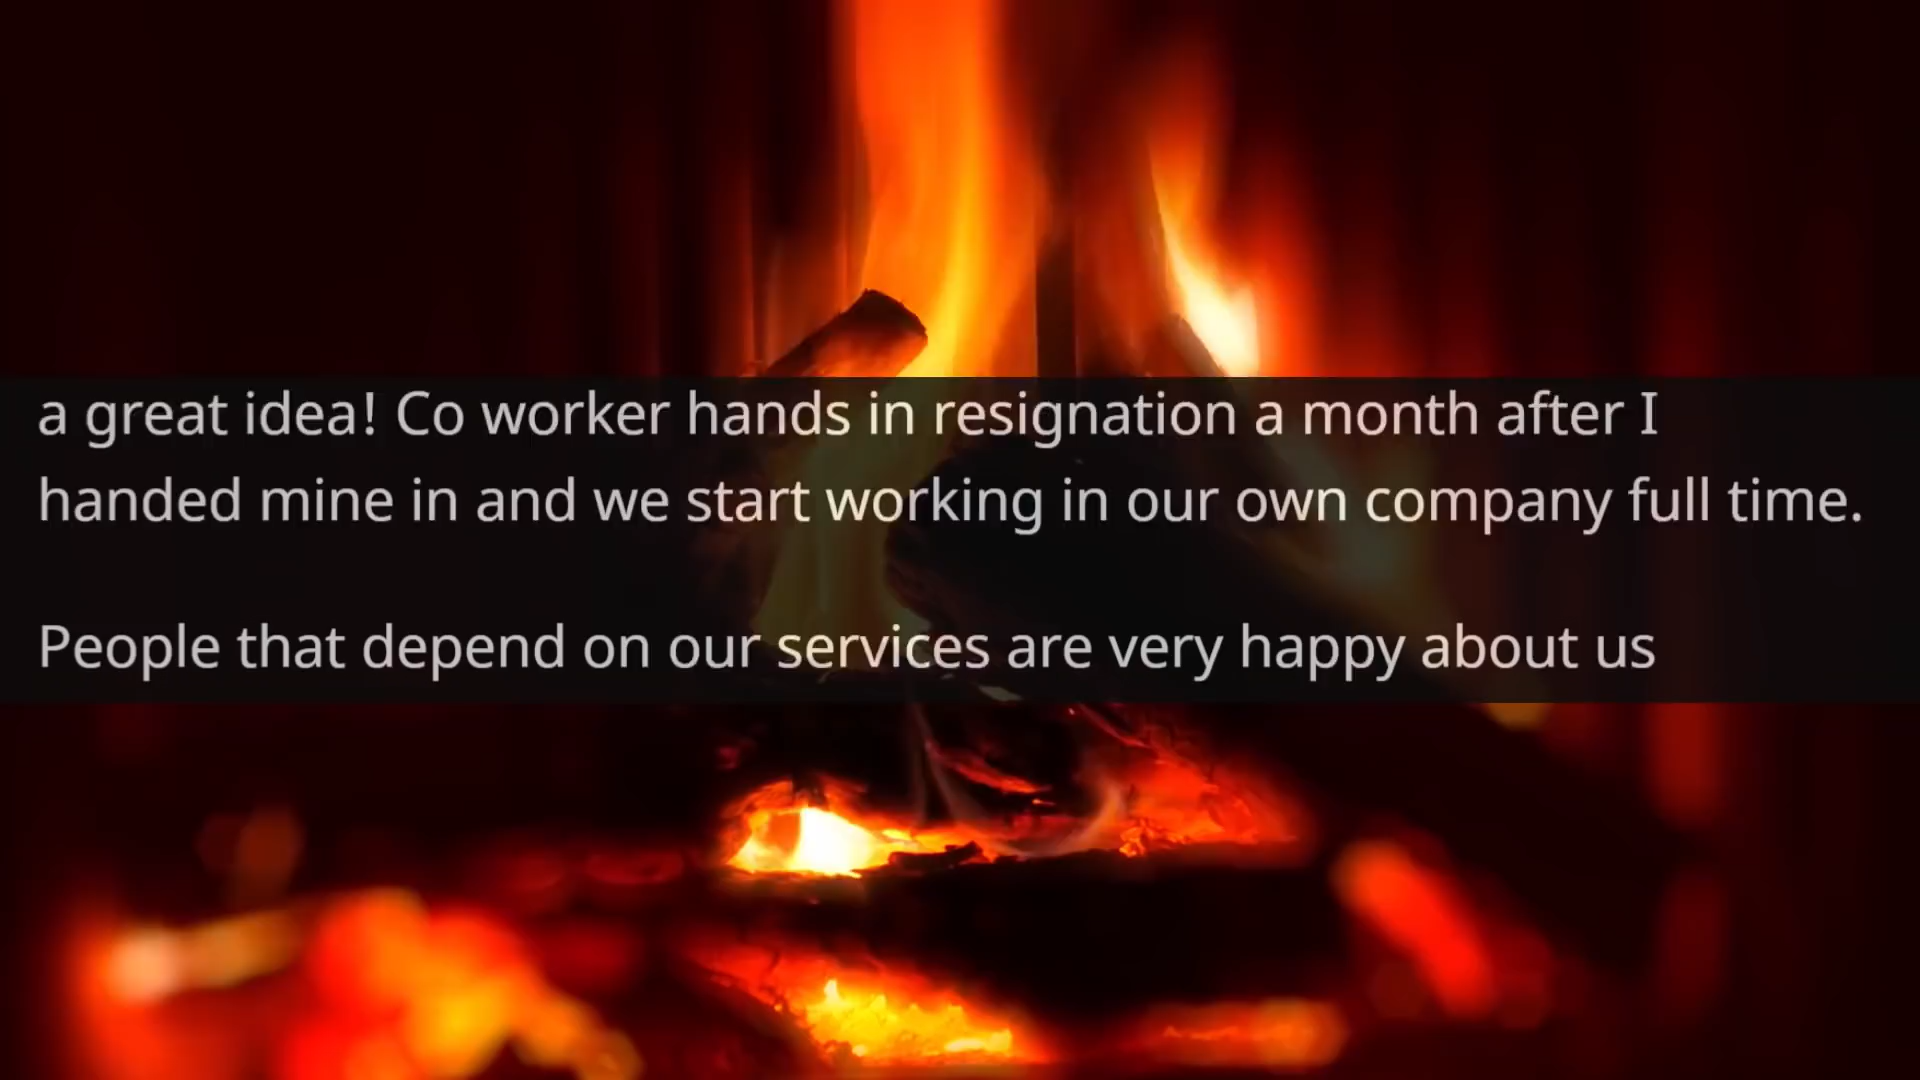 a great idea! Co worker hands in resignation a month after I
handed mine in and we start working in our own company full time.
People that depend on our services are very happy about us